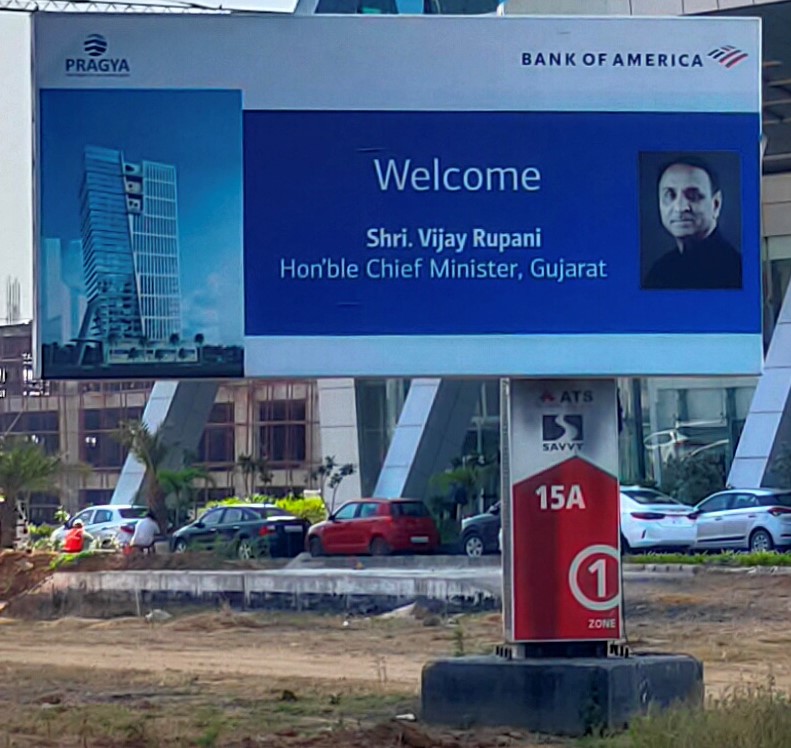 PRAGYA
BANK OF AMERICA
Welcome
Shri. Vijay Rupani
Hon'ble Chief Minister, Gujarat
ATS
SAVVY
15A
1
ZONE